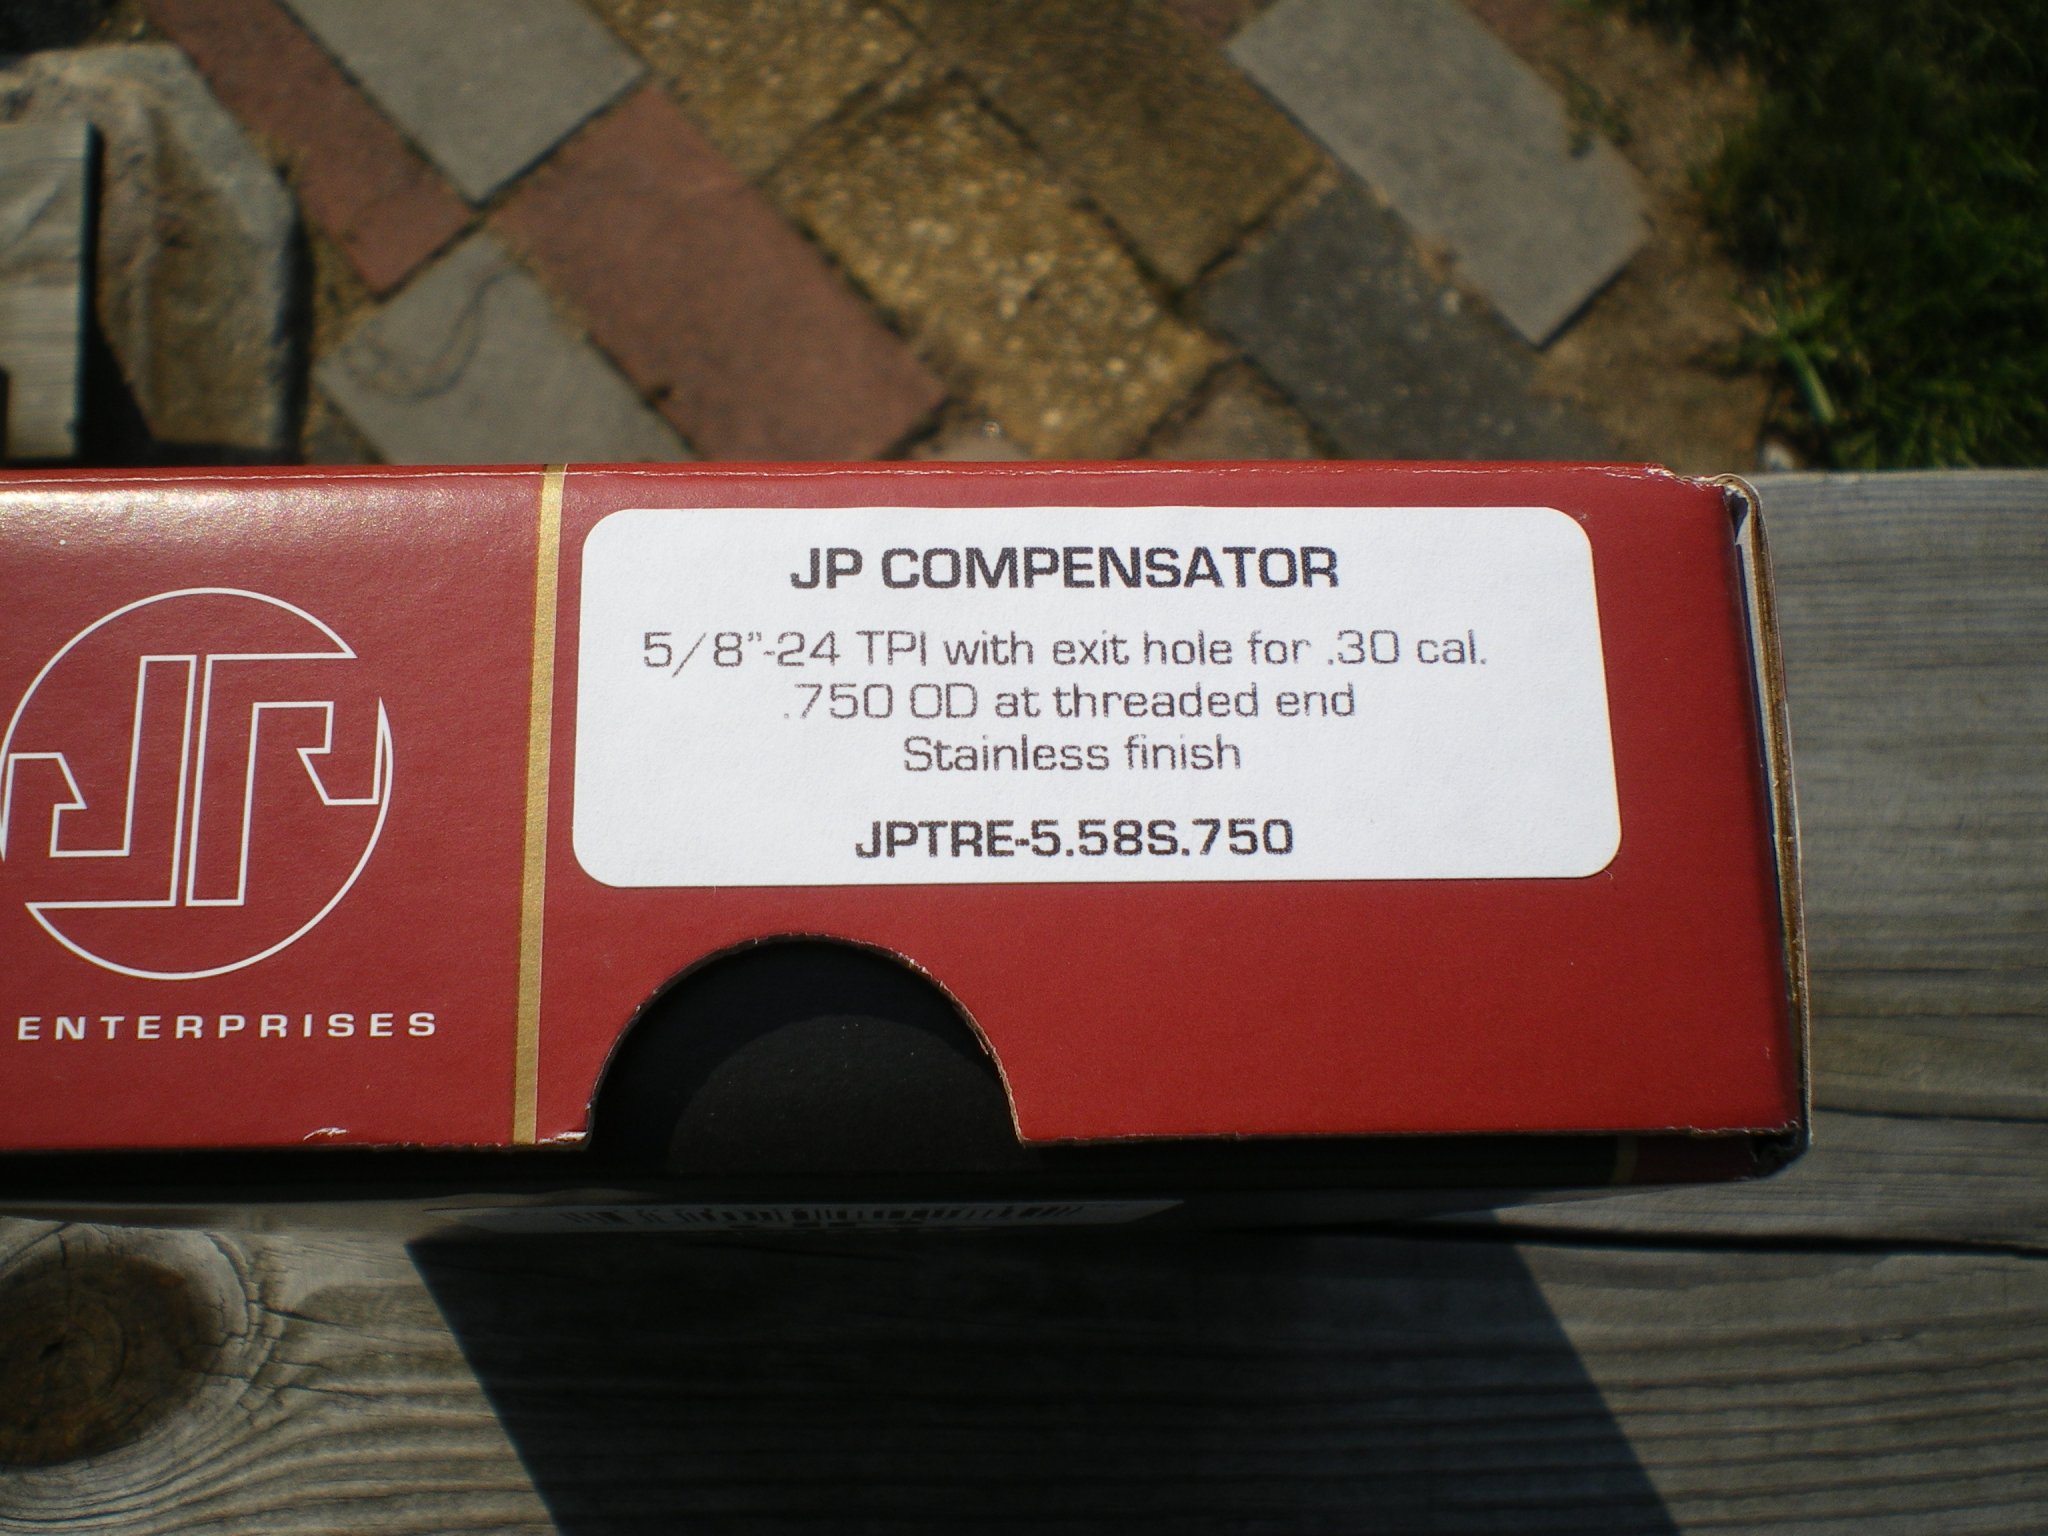 JP
ENTERPRISES
JP COMPENSATOR
5/8"-24 TPI with exit hole for .30 cal.
.750 OD at threaded end
Stainless finish
JPTRE-5.58S.750